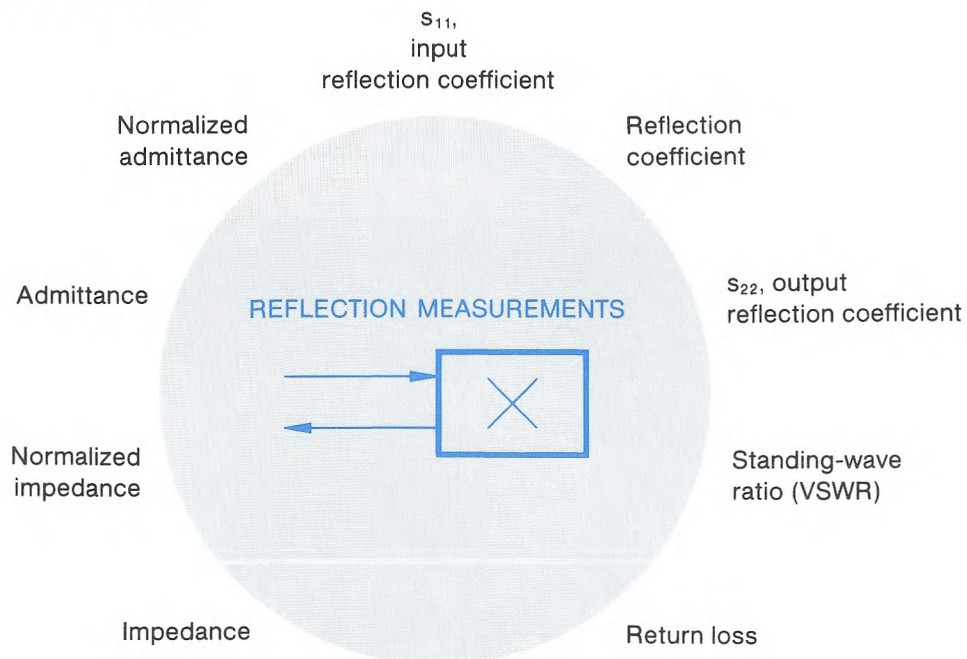 s₁₁,
input
reflection coefficient
Normalized
admittance
Reflection
coefficient
Admittance
REFLECTION MEASUREMENTS
s₂₂, output
reflection coefficient
Normalized
impedance
Standing-wave
ratio (VSWR)
Impedance
Return loss